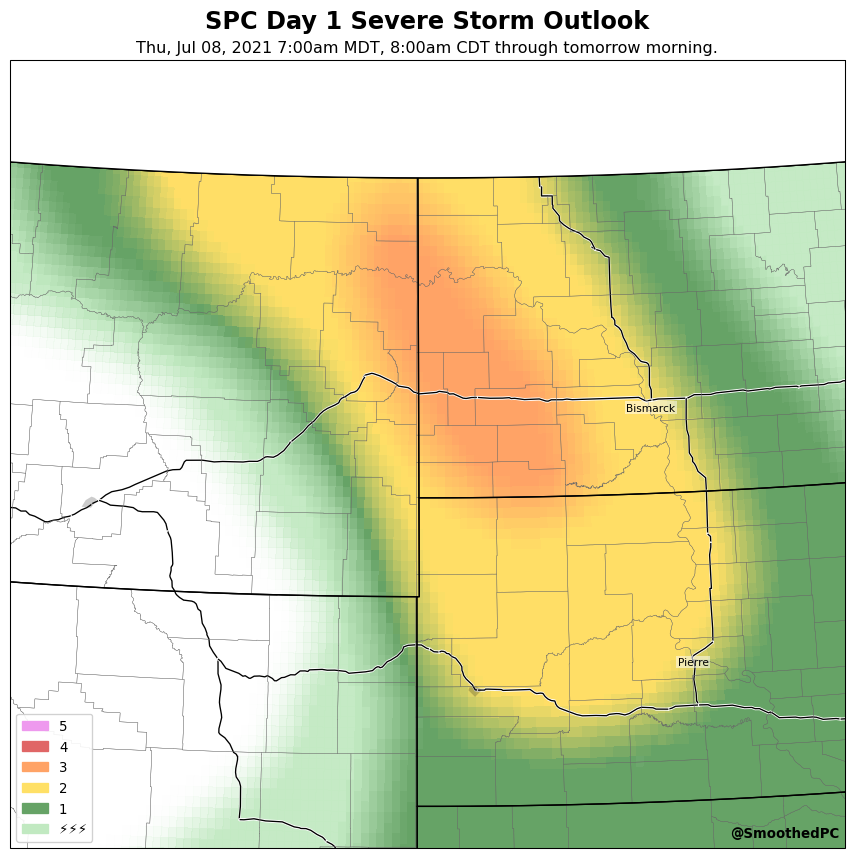 SPC Day 1 Severe Storm Outlook
Thu, Jul 08, 2021 7:00am MDT, 8:00am CDT through tomorrow morning.
Bismarck
Pierre
5
4
3
2
1
⚡⚡⚡
@SmoothedPC